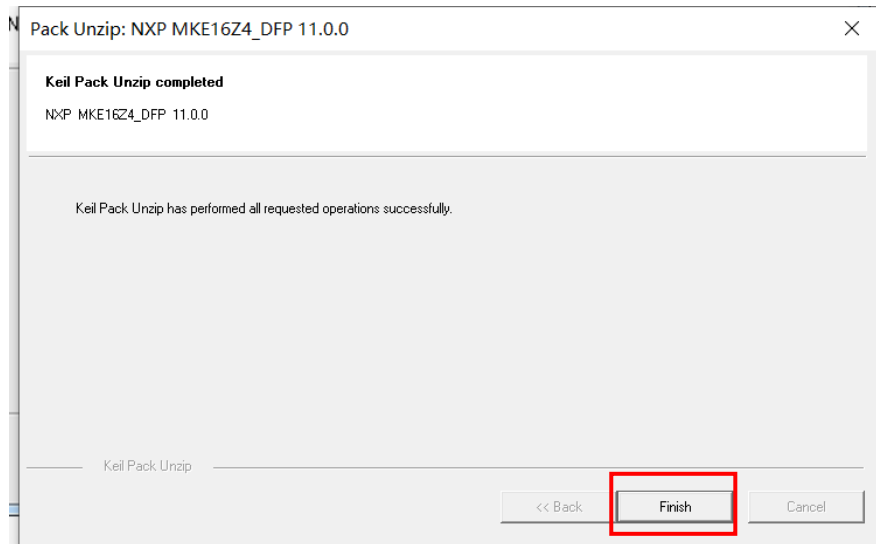 N
Pack Unzip: NXP MKE16Z4_DFP 11.0.0
Keil Pack Unzip completed
NXP MKE16Z4_DFP 11.0.0
Keil Pack Unzip has performed all requested operations successfully.
Keil Pack Unzip
<< Back
Finish
Cancel